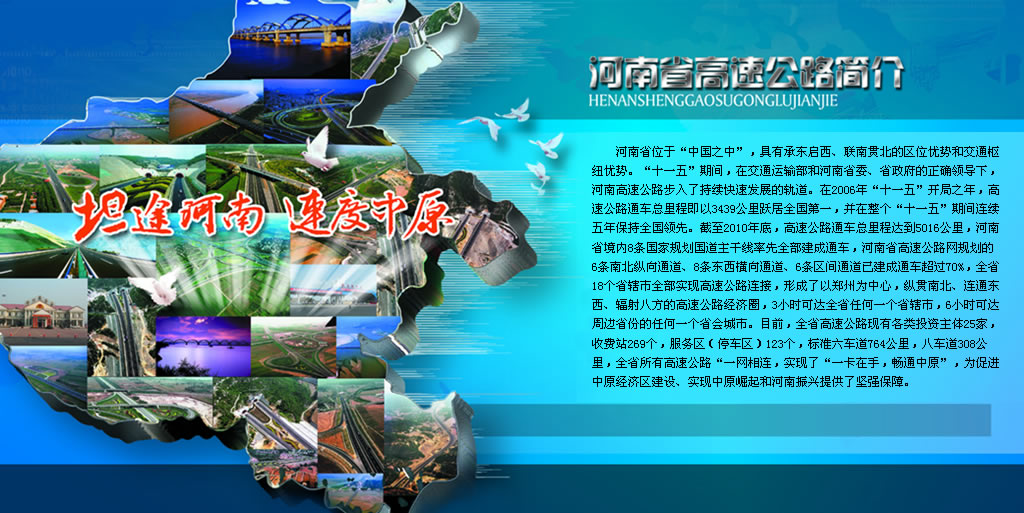 河南省高速公路简介
HENANSHENGGAOSUGONGLUJIANJIE
坦途河南 速度中原
河南省位于“中国之中”，具有承东启西、联南贯北的区位优势和交通枢
纽优势。“十一五”期间，在交通运输部和河南省委、省政府的正确领导下，
河南高速公路步入了持续快速发展的轨道。在2006年“十一五”开局之年，高
速公路通车总里程即以3439公里跃居全国第一，并在整个“十一五”期间连续
五年保持全国领先。截至2010年底，高速公路通车总里程达到5016公里，河南
省境内8条国家规划国道主干线率先全部建成通车，河南省高速公路网规划的
6条南北纵向通道、8条东西横向通道、6条区间通道已建成通车超过70%，全省
18个省辖市全部实现高速公路连接，形成了以郑州为中心，纵贯南北、连通东
西、辐射八方的高速公路经济圈，3小时可达全省任何一个省辖市，6小时可达
周边省份的任何一个省会城市。目前，全省高速公路现有各类投资主体25家，
收费站269个，服务区（停车区）123个，标准六车道764公里，八车道308公
里，全省所有高速公路“一网相连，实现了“一卡在手，畅通中原”，为促进
中原经济区建设、实现中原崛起和河南振兴提供了坚强保障。